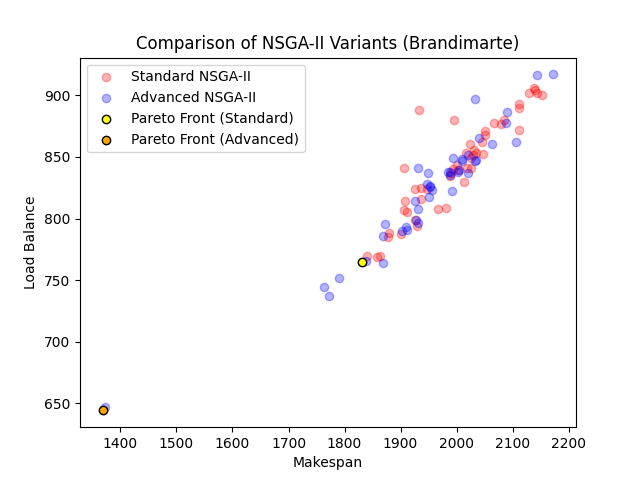 Comparison of NSGA-II Variants (Brandimarte)
Standard NSGA-II
Advanced NSGA-II
Pareto Front (Standard)
Pareto Front (Advanced)
Load Balance
900
850
800
750
700
650
1400 1500 1600 1700 1800 1900 2000 2100 2200
Makespan